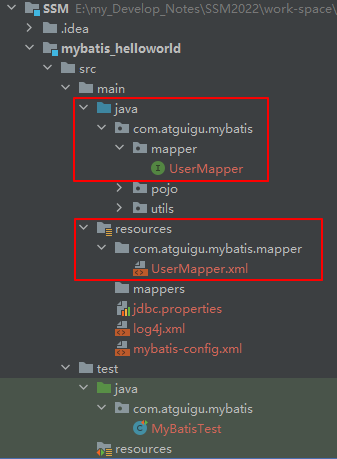 SSM E:\my_Develop_Notes\SSM2022\work-space\
.idea
mybatis_helloworld
src
main
java
com.atguigu.mybatis
mapper
UserMapper
pojo
utils
resources
com.atguigu.mybatis.mapper
UserMapper.xml
mappers
jdbc.properties
log4j.xml
mybatis-config.xml
test
java
com.atguigu.mybatis
MyBatisTest
resources